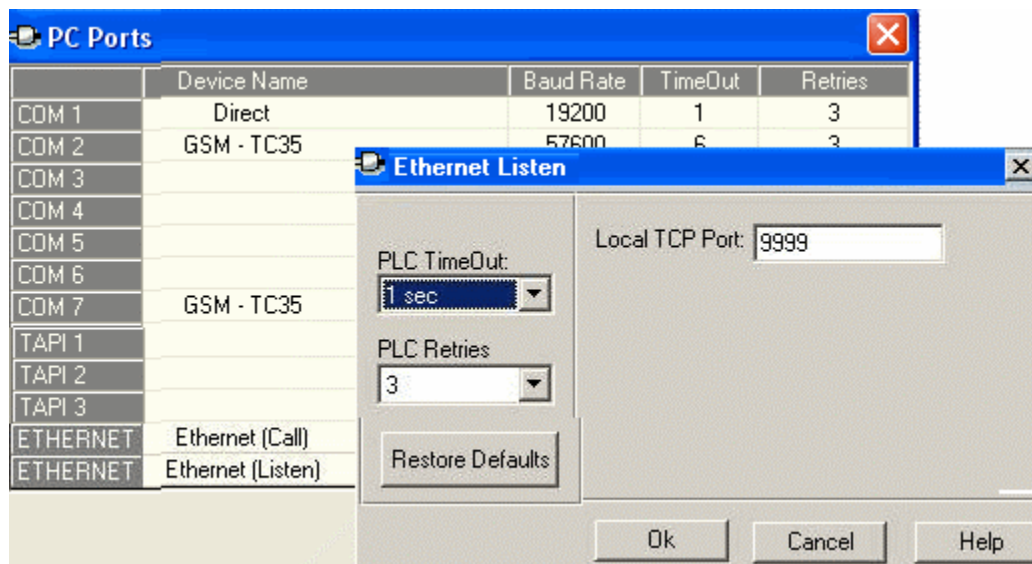 PC Ports
Device Name Baud Rate TimeOut Retries
COM 1 Direct 19200 1 3
COM 2 GSM - TC35 57600 6 3
COM 3
COM 4
COM 5
COM 6
COM 7 GSM - TC35
TAPI 1
TAPI 2
TAPI 3
ETHERNET Ethernet (Call)
ETHERNET Ethernet (Listen)
Ethernet Listen
PLC TimeOut:
1 sec
PLC Retries
3
Restore Defaults
Local TCP Port: 9999
Ok Cancel Help